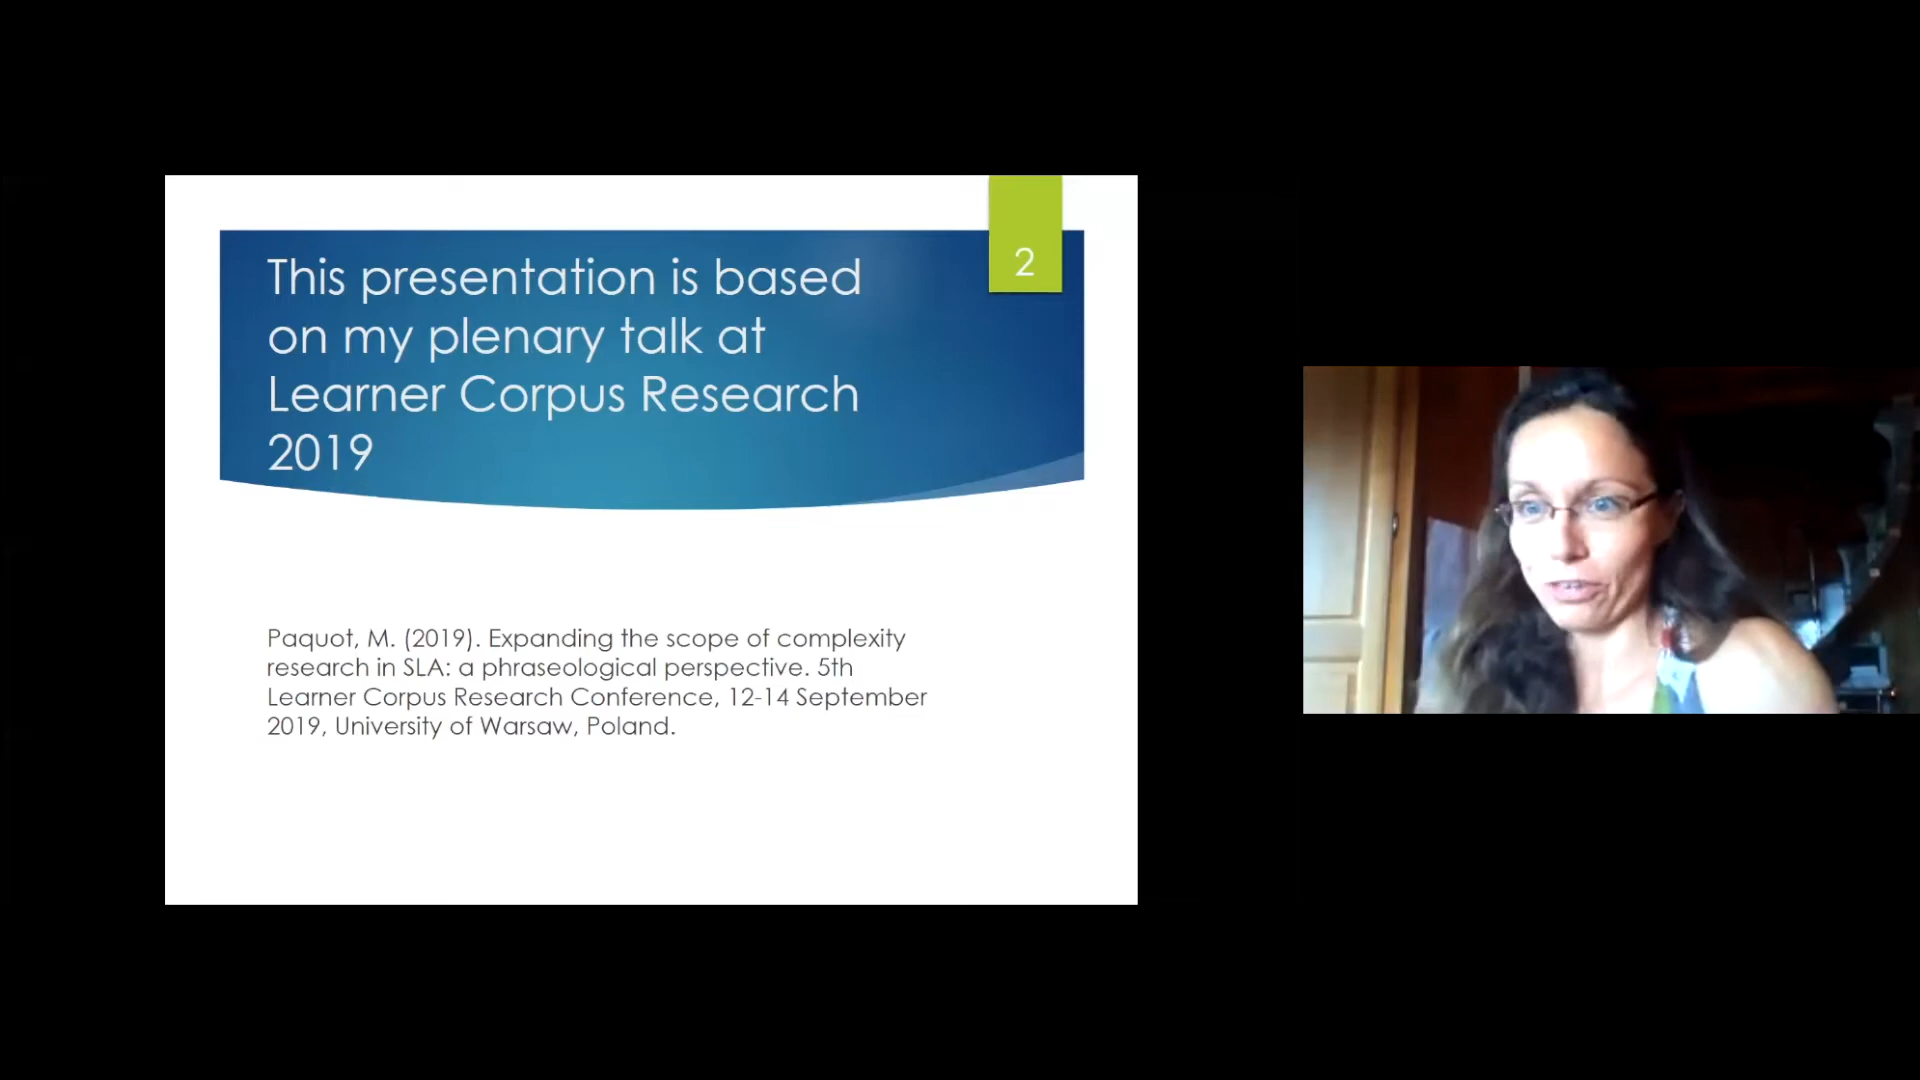 2
This presentation is based
on my plenary talk at
Learner Corpus Research
2019
Paquot, M. (2019). Expanding the scope of complexity
research in SLA: a phraseological perspective. 5th
Learner Corpus Research Conference, 12-14 September
2019, University of Warsaw, Poland.